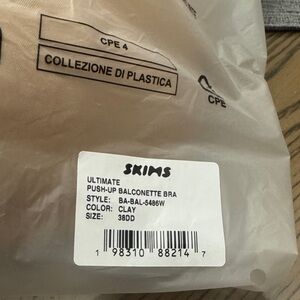 CPE 4
COLLEZIONE DI PLASTICA
CPE
SKIMS
ULTIMATE
PUSH-UP BALCONETTE BRA
STYLE: BA-BAL-5486W
COLOR: CLAY
SIZE: 38DD
1 98310 88214 7